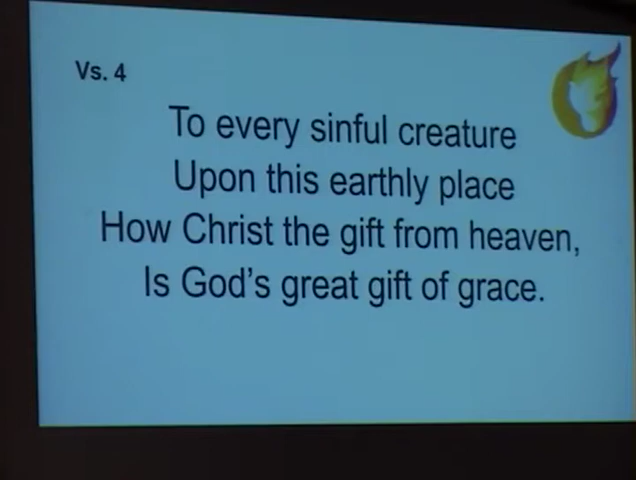 Vs. 4
To every sinful creature
Upon this earthly place
How Christ the gift from heaven,
Is God's great gift of grace.